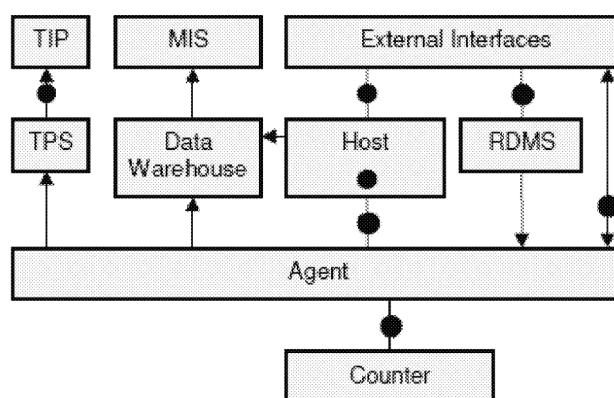 TIP
MIS
External Interfaces
TPS
Data
Warehouse
Host
RDMS
Agent
Counter